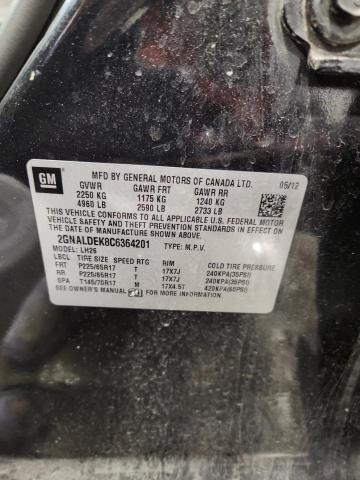 GM
MFD BY GENERAL MOTORS OF CANADA LTD. 05/12
GVWR GAWR FRT GAWR RR
2250 KG 1175 KG 1240 KG
4960 LB 2590 LB 2733 LB
THIS VEHICLE CONFORMS TO ALL APPLICABLE U.S. FEDERAL MOTOR
VEHICLE SAFETY AND THEFT PREVENTION STANDARDS IN EFFECT
ON THE DATE OF MANUFACTURE SHOWN ABOVE.
2GNALDEK8C6364201 TYPE: M.P.V.
MODEL: LH26
LBCL TIRE SIZE SPEED RTG RIM COLD TIRE PRESSURE
FRT P225/65R17 T 17X7J 240KPA(35PSI)
RR P225/65R17 T 17X7J 240KPA(35PSI)
SPA T145/70R17 M 17X4.5T 420KPA(60PSI)
SEE OWNER'S MANUAL FOR MORE INFORMATION